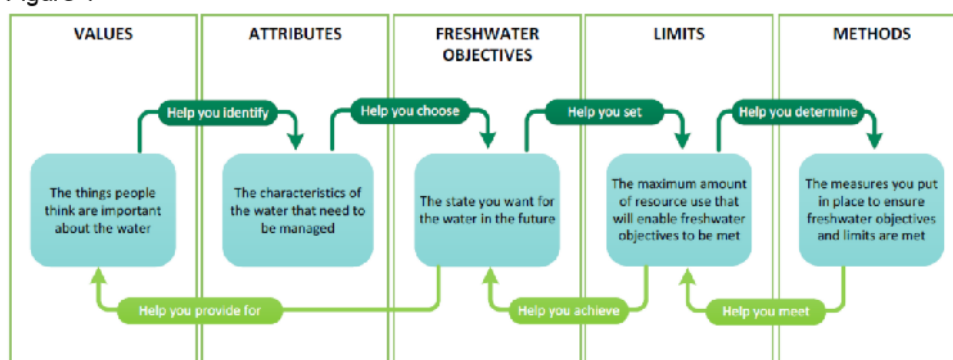 VALUES
ATTRIBUTES
FRESHWATER
OBJECTIVES
LIMITS
METHODS
Help you identify
Help you choose
Help you set
Help you determine
The things people
think are important
about the water
The characteristics of
the water that need to
be managed
The state you want for
the water in the future
The maximum amount
of resource use that
will enable freshwater
objectives to be met
The measures you put
in place to ensure
freshwater objectives
and limits are met
Help you provide for
Help you achieve
Help you meet